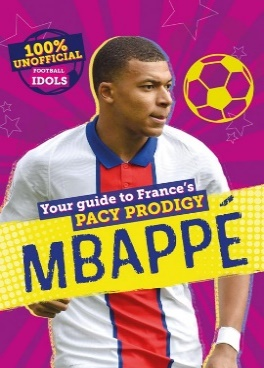 100%
UNOFFICIAL
FOOTBALL
IDOLS
Your guide to France's
PACY PRODIGY
MBAPPÉ